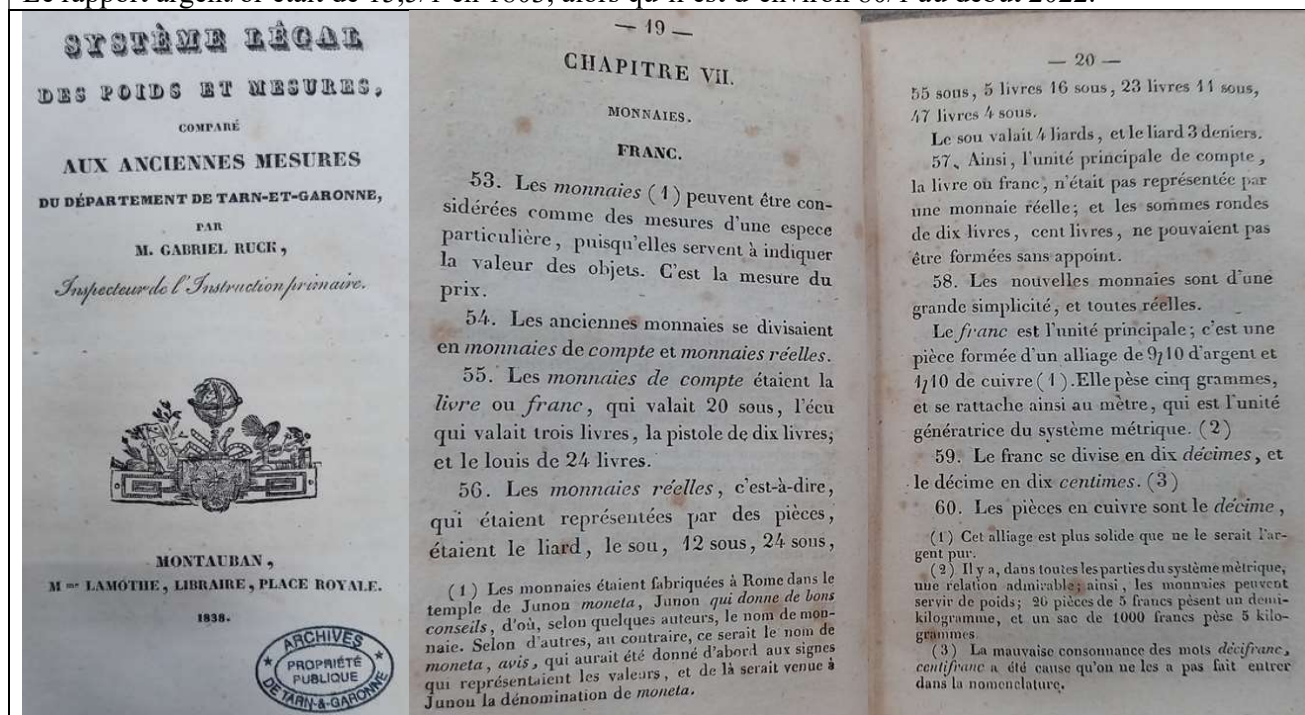 Le rapport argent/or était de 15,5/1 en 1803, alors qu'il est d'environ 80/1 au début 2022.
SYSTÈME LÉGAL
DES POIDS ET MESURES,
COMPARÉ
AUX ANCIENNES MESURES
DU DÉPARTEMENT DE TARN-ET-GARONNE,
PAR
M. GABRIEL RUCK,
Inspecteur de l'Instruction primaire.
MONTAUBAN,
Mme LAMOTHE, LIBRAIRE, PLACE ROYALE.
1838.
ARCHIVES
PROPRIÉTÉ
PUBLIQUE
DE TARN-&-GARONNE
— 19 —
CHAPITRE VII.
MONNAIES.
FRANC.
53. Les monnaies (1) peuvent être con-
sidérées comme des mesures d'une espece
particulière, puisqu'elles servent à indiquer
la valeur des objets. C'est la mesure du
prix.
54. Les anciennes monnaies se divisaient
en monnaies de compte et monnaies réelles.
55. Les monnaies de compte étaient la
livre ou franc, qui valait 20 sous, l'écu
qui valait trois livres, la pistole de dix livres,
et le louis de 24 livres.
56. Les monnaies réelles, c'est-à-dire,
qui étaient représentées par des pièces,
étaient le liard, le sou, 12 sous, 24 sous,
(1) Les monnaies étaient fabriquées à Rome dans le
temple de Junon moneta, Junon qui donne de bons
conseils, d'où, selon quelques auteurs, le nom de mon-
naie. Selon d'autres, au contraire, ce serait le nom de
moneta, avis, qui aurait été donné d'abord aux signes
qui représentaient les valeurs, et de là serait venue à
Junon la dénomination de moneta.
— 20 —
55 sous, 5 livres 16 sous, 23 livres 11 sous,
47 livres 4 sous.
Le sou valait 4 liards, et le liard 3 deniers.
57. Ainsi, l'unité principale de compte,
la livre ou franc, n'était pas représentée par
une monnaie réelle; et les sommes rondes
de dix livres, cent livres, ne pouvaient pas
être formées sans appoint.
58. Les nouvelles monnaies sont d'une
grande simplicité, et toutes réelles.
Le franc est l'unité principale; c'est une
pièce formée d'un alliage de 9/10 d'argent et
1/10 de cuivre (1). Elle pèse cinq grammes,
et se rattache ainsi au mètre, qui est l'unité
génératrice du système métrique. (2)
59. Le franc se divise en dix décimes, et
le décime en dix centimes. (3)
60. Les pièces en cuivre sont le décime,
(1) Cet alliage est plus solide que ne le serait l'ar-
gent pur.
(2) Il y a, dans toutes les parties du système métrique,
une relation admirable; ainsi, les monnaies peuvent
servir de poids; 20 pièces de 5 francs pèsent un demi-
kilogramme, et un sac de 1000 francs pèse 5 kilo-
grammes.
(3) La mauvaise consonnance des mots décifranc,
centifranc a été cause qu'on ne les a pas fait entrer
dans la nomenclature.